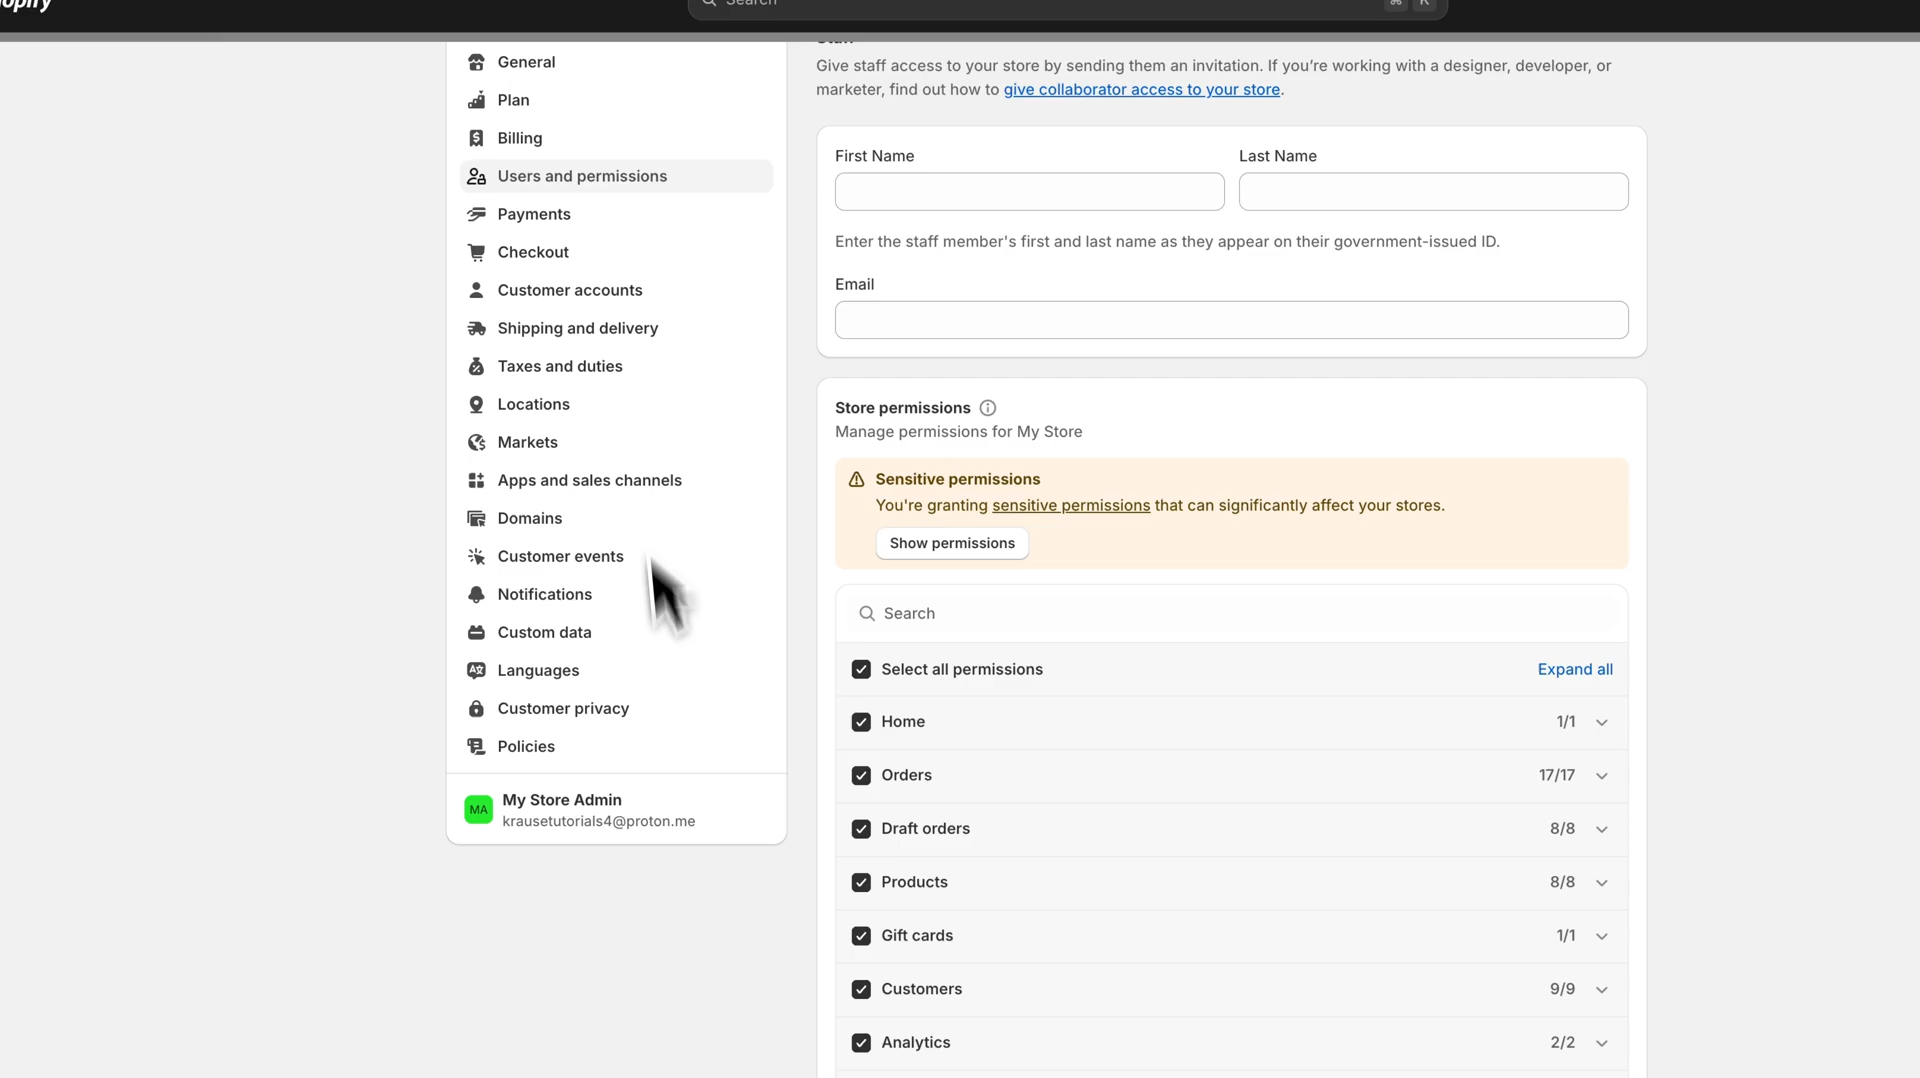 Search
K
General
Plan
Billing
Users and permissions
Payments
Checkout
Customer accounts
Shipping and delivery
Taxes and duties
Locations
Markets
Apps and sales channels
Domains
Customer events
Notifications
Custom data
Languages
Customer privacy
Policies
MA
My Store Admin
krausetutorials4@proton.me
Give staff access to your store by sending them an invitation. If you’re working with a designer, developer, or
marketer, find out how to give collaborator access to your store.
First Name
Last Name
Enter the staff member's first and last name as they appear on their government-issued ID.
Email
Store permissions
Manage permissions for My Store
Sensitive permissions
You're granting sensitive permissions that can significantly affect your stores.
Show permissions
Search
Select all permissions Expand all
Home 1/1
Orders 17/17
Draft orders 8/8
Products 8/8
Gift cards 1/1
Customers 9/9
Analytics 2/2